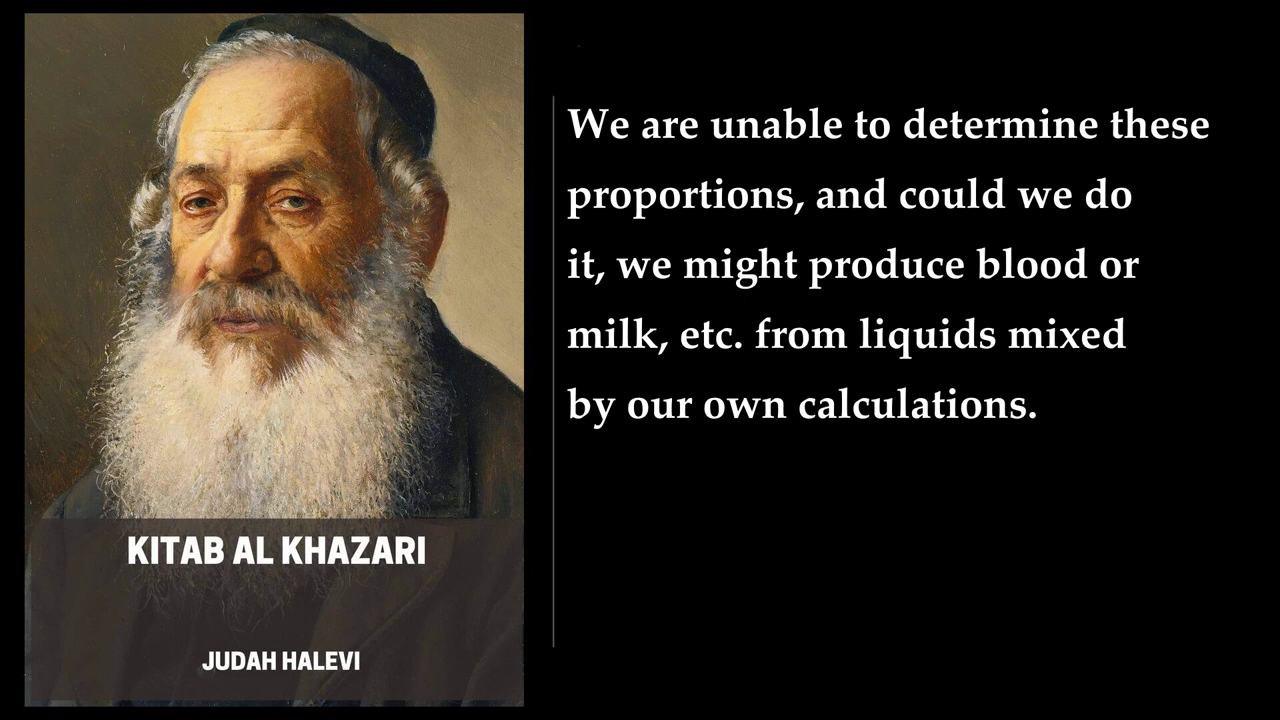 KITAB AL KHAZARI
JUDAH HALEVI
We are unable to determine these
proportions, and could we do
it, we might produce blood or
milk, etc. from liquids mixed
by our own calculations.